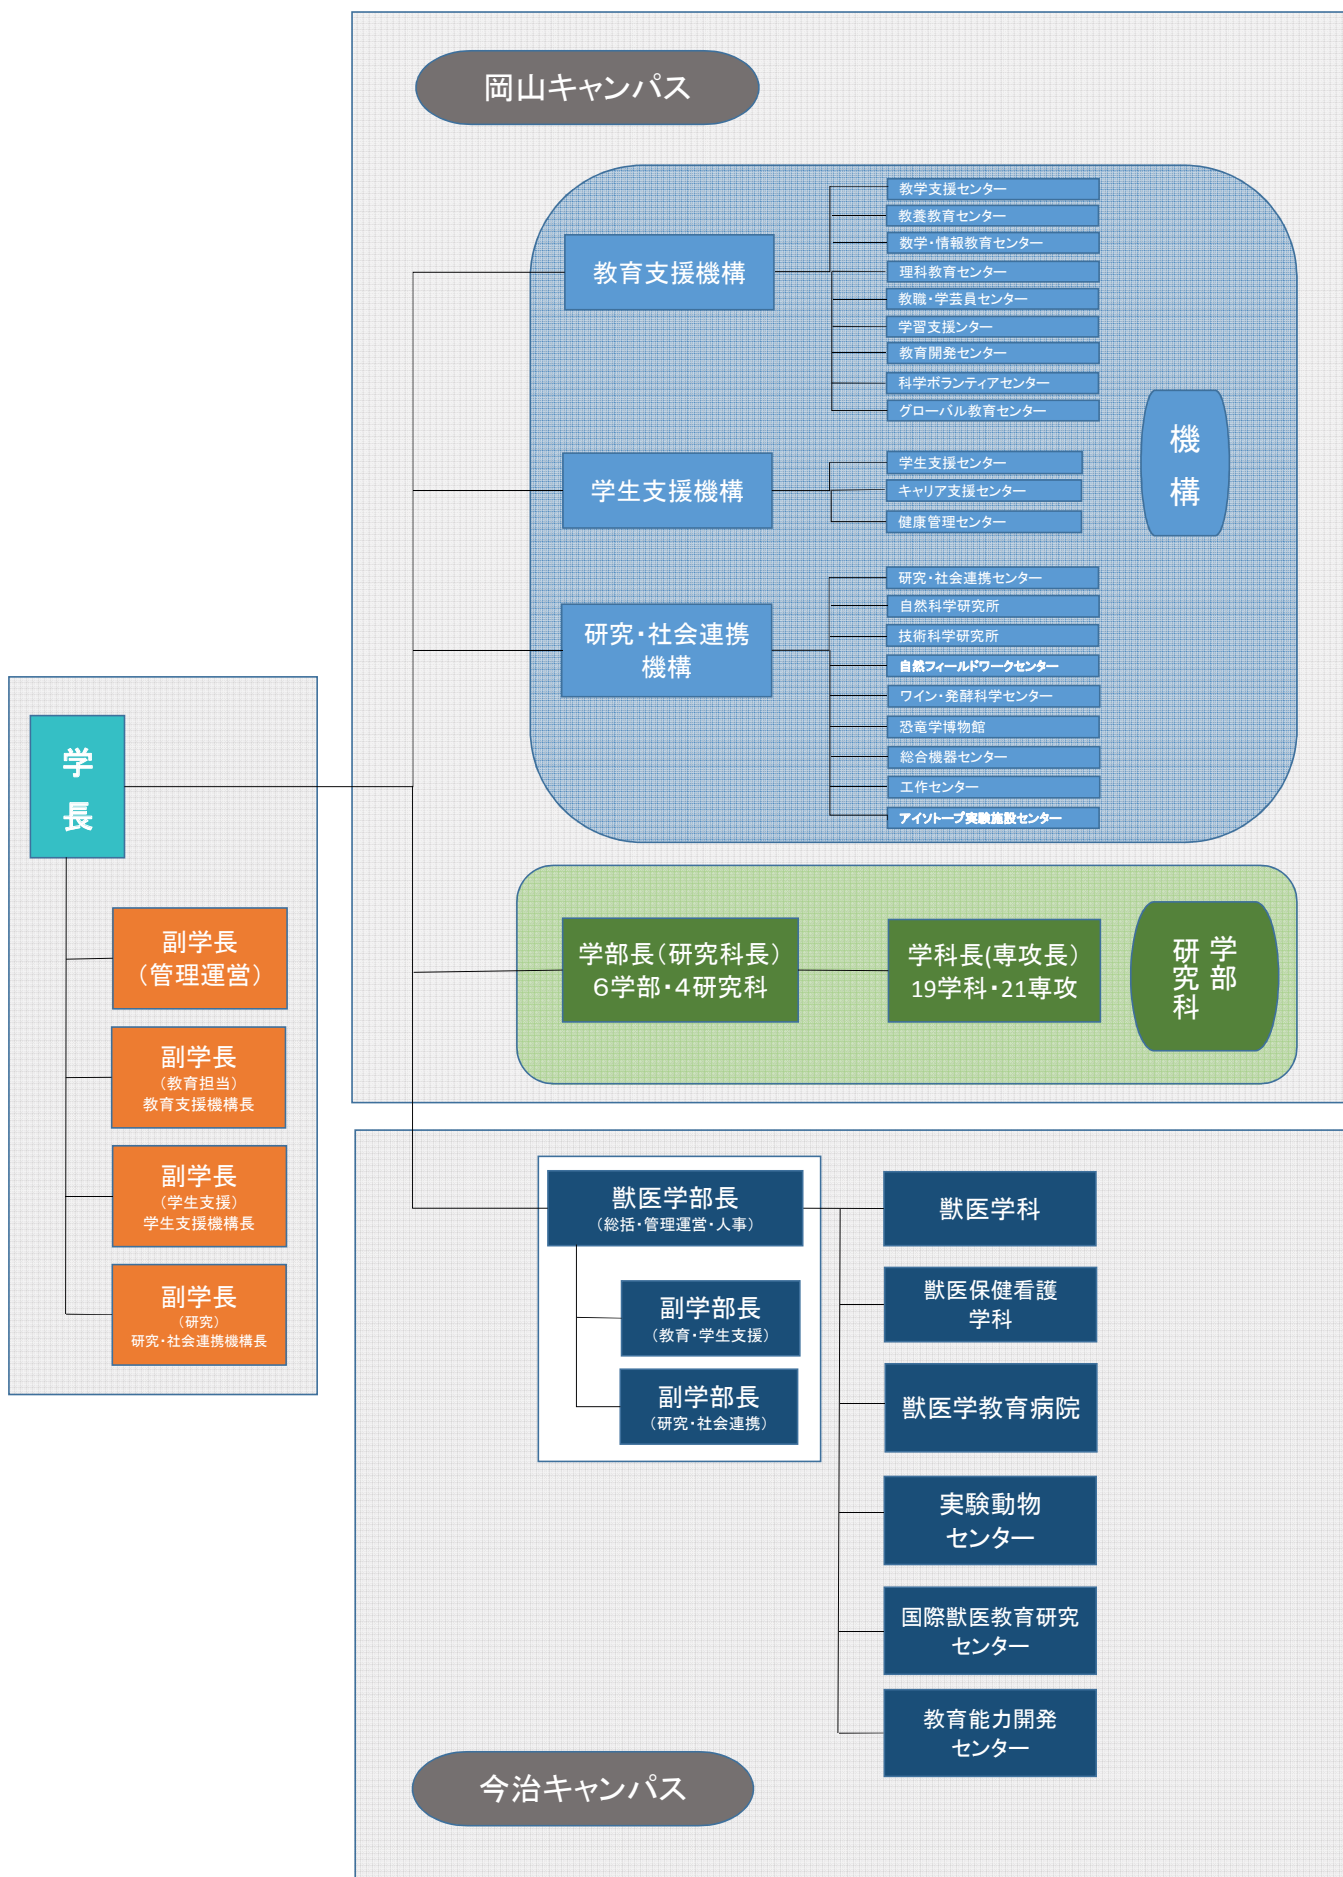 岡山キャンパス
教育支援機構
教学支援センター
教養教育センター
数学・情報教育センター
理科教育センター
教職・学芸員センター
学習支援ンター
教育開発センター
科学ボランティアセンター
グローバル教育センター
学生支援機構
学生支援センター
キャリア支援センター
健康管理センター
機
構
研究・社会連携
機構
研究・社会連携センター
自然科学研究所
技術科学研究所
自然フィールドワークセンター
ワイン・発酵科学センター
恐竜学博物館
総合機器センター
工作センター
アイソトープ実験施設センター
学
長
副学長
（管理運営）
副学長
（教育担当）
教育支援機構長
副学長
（学生支援）
学生支援機構長
副学長
（研究）
研究・社会連携機構長
学部長（研究科長）
6学部・4研究科
学科長(専攻長）
19学科・21専攻
学部
研究科
獣医学部長
（総括・管理運営・人事）
副学部長
（教育・学生支援）
副学部長
（研究・社会連携）
獣医学科
獣医保健看護
学科
獣医学教育病院
実験動物
センター
国際獣医教育研究
センター
教育能力開発
センター
今治キャンパス